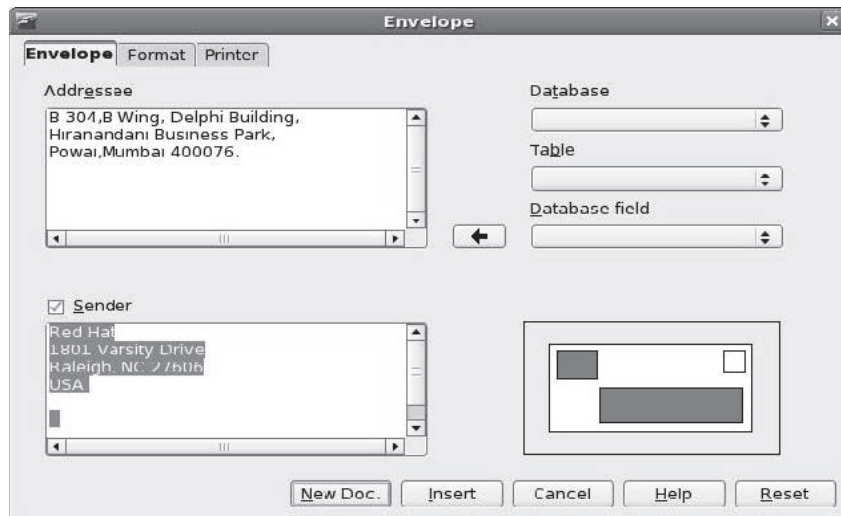 Envelope
Envelope Format Printer
Addressee
B 304,B Wing, Delphi Building,
Hiranandani Business Park,
Powai,Mumbai 400076.
Database
Table
Database field
Sender
Red Hat
1801 Varsity Drive
Raleigh, NC 27606
USA
New Doc. Insert Cancel Help Reset